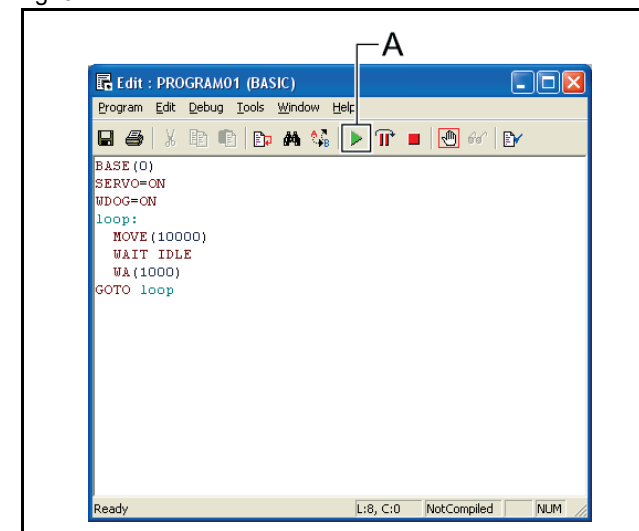 A
Edit : PROGRAM01 (BASIC)
Program Edit Debug Tools Window Help
BASE(0)
SERVO=ON
WDOG=ON
loop:
MOVE(10000)
WAIT IDLE
WA(1000)
GOTO loop
Ready L:8, C:0 NotCompiled NUM